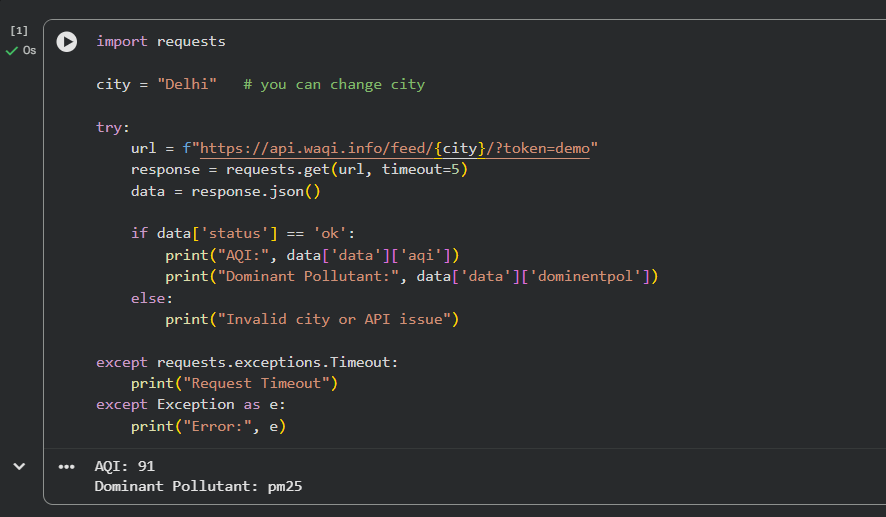 [1]
0s
import requests
city = "Delhi"   # you can change city
try:
    url = f"https://api.waqi.info/feed/{city}/?token=demo"
    response = requests.get(url, timeout=5)
    data = response.json()
    if data['status'] == 'ok':
        print("AQI:", data['data']['aqi'])
        print("Dominant Pollutant:", data['data']['dominentpol'])
    else:
        print("Invalid city or API issue")
except requests.exceptions.Timeout:
    print("Request Timeout")
except Exception as e:
    print("Error:", e)
AQI: 91
Dominant Pollutant: pm25